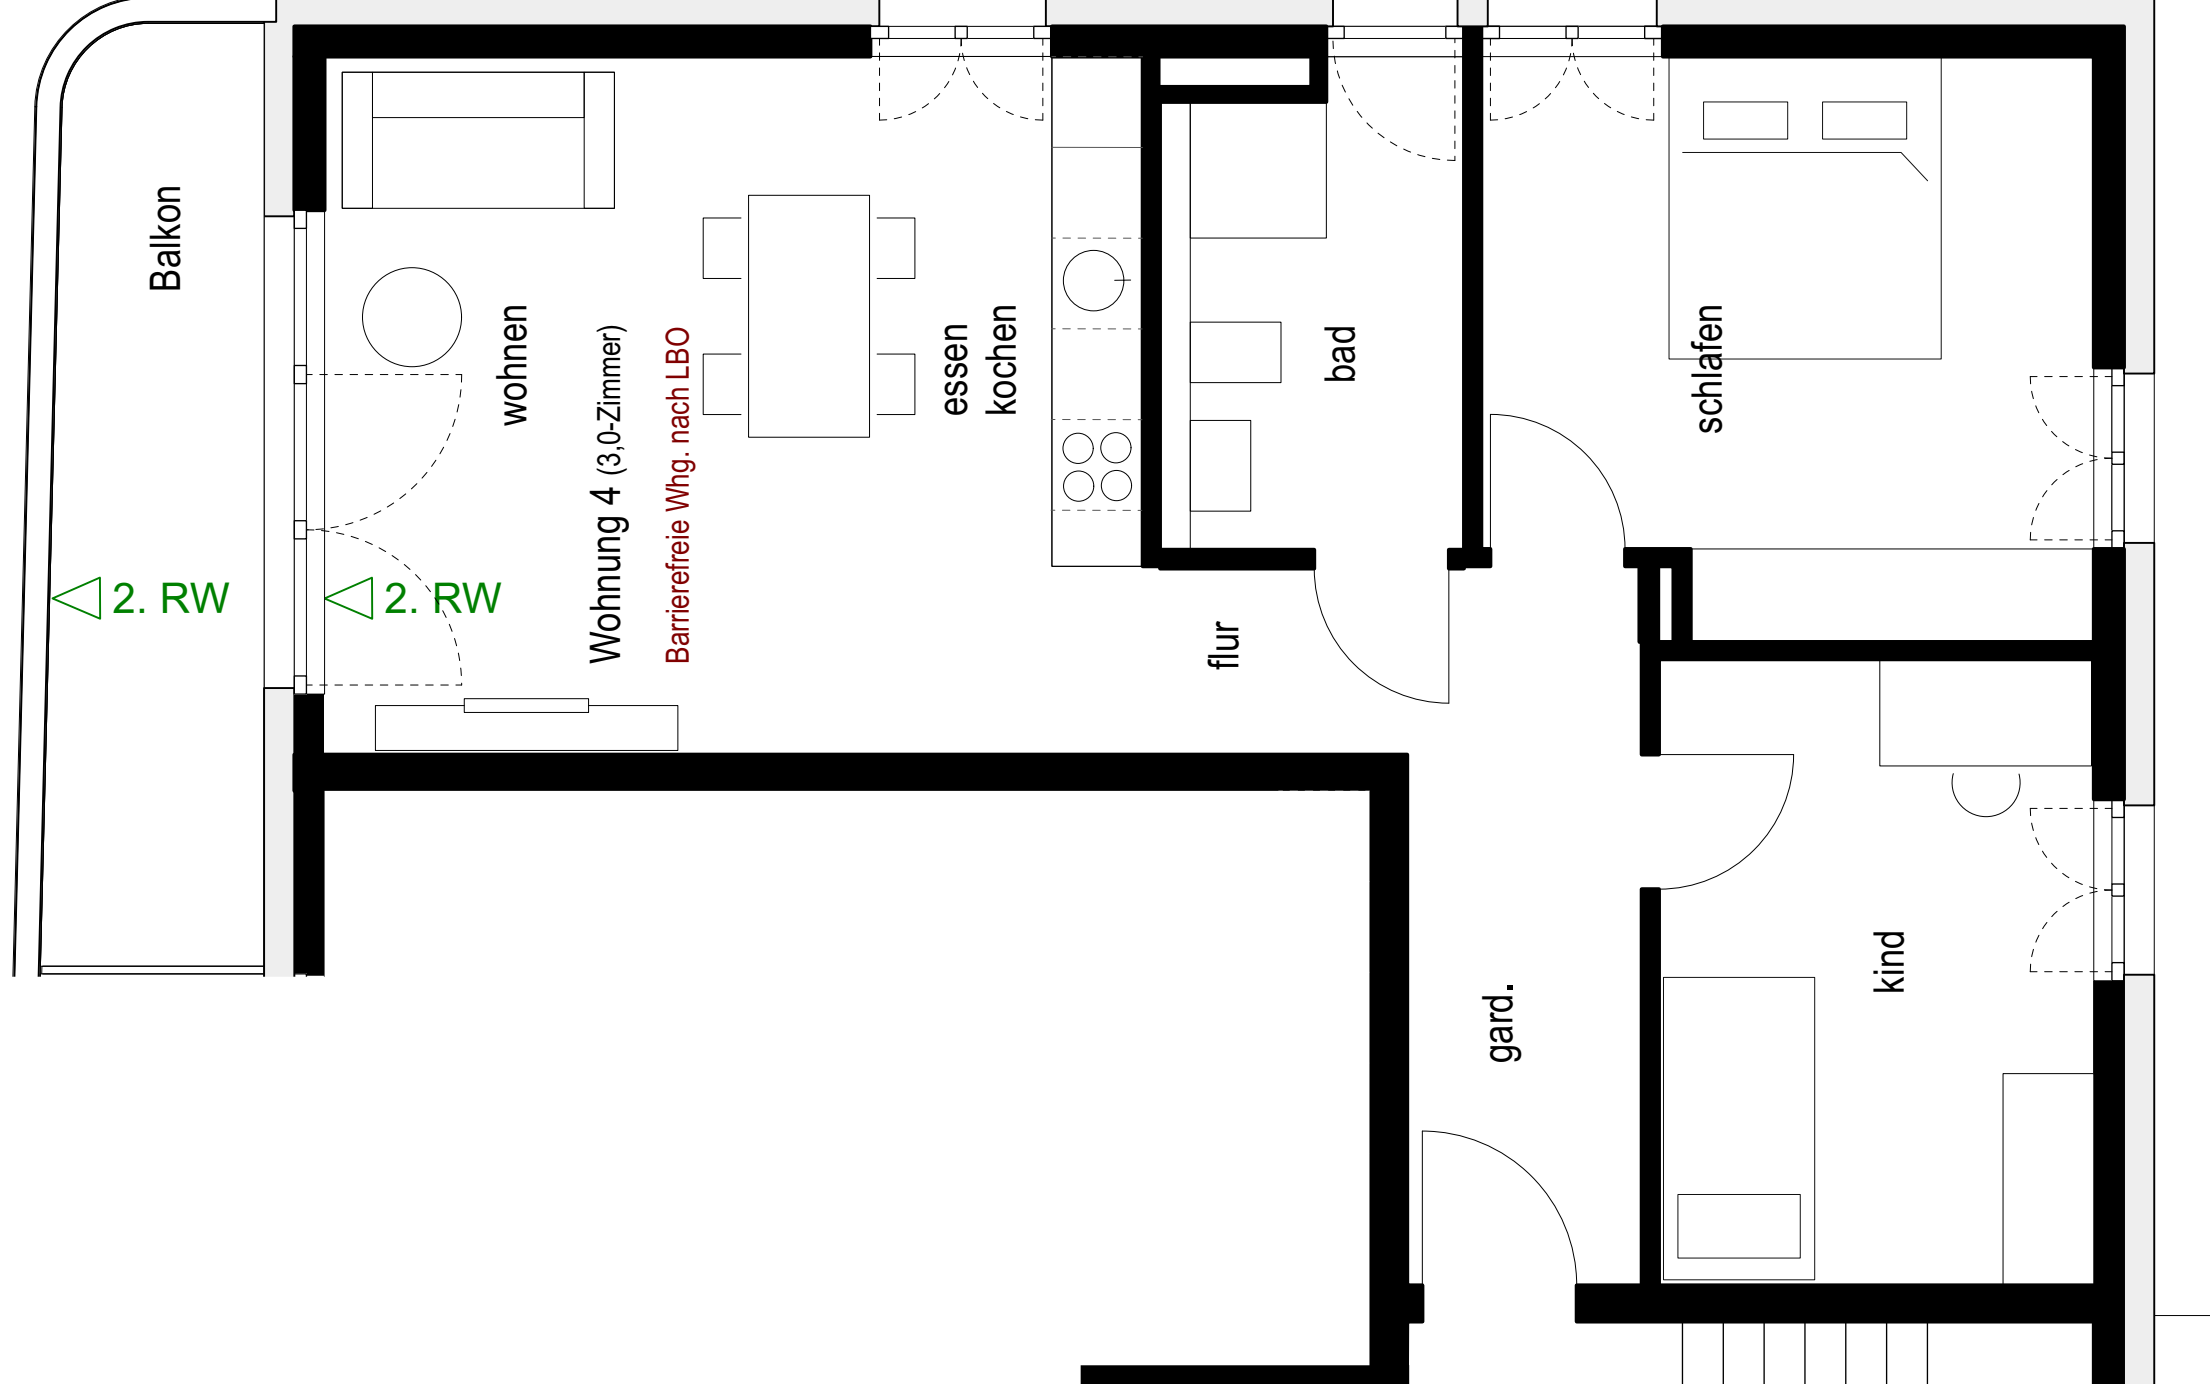 Balkon
wohnen
Wohnung 4 (3,0-Zimmer)
Barrierefreie Whg. nach LBO
essen
kochen
bad
schlafen
2. RW
2. RW
flur
gard.
kind